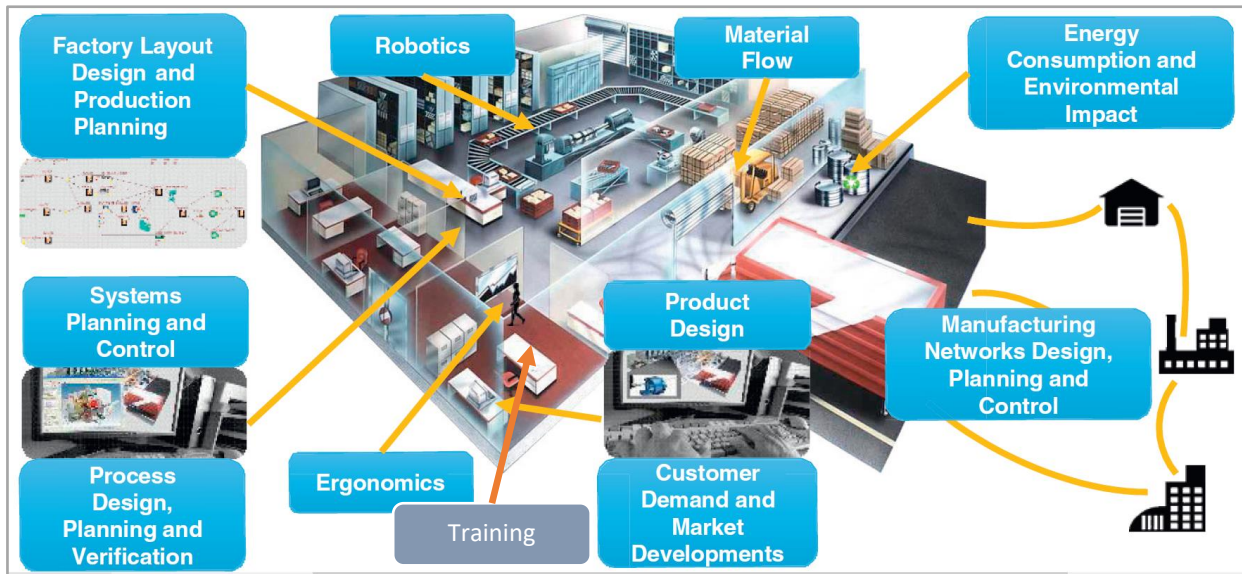 Factory Layout
Design and
Production
Planning
Robotics
Material
Flow
Energy
Consumption and
Environmental
Impact
Systems
Planning and
Control
Product
Design
Manufacturing
Networks Design,
Planning and
Control
Process
Design,
Planning and
Verification
Ergonomics
Training
Customer
Demand and
Market
Developments